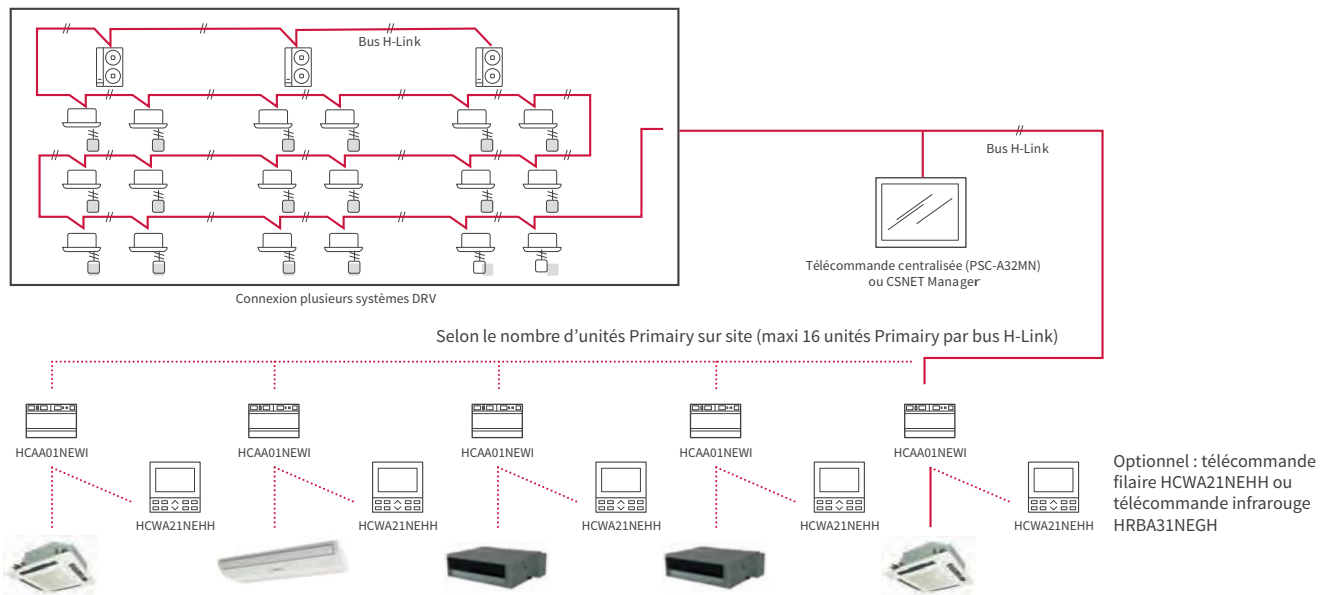 Bus H-Link
Bus H-Link
Télécommande centralisée (PSC-A32MN)
ou CSNET Manager
Connexion plusieurs systèmes DRV
Selon le nombre d’unités Primairy sur site (maxi 16 unités Primairy par bus H-Link)
HCAA01NEWI
HCAA01NEWI
HCAA01NEWI
HCAA01NEWI
HCAA01NEWI
HCWA21NEHH
HCWA21NEHH
HCWA21NEHH
HCWA21NEHH
HCWA21NEHH
Optionnel : télécommande
filaire HCWA21NEHH ou
télécommande infrarouge
HRBA31NEGH